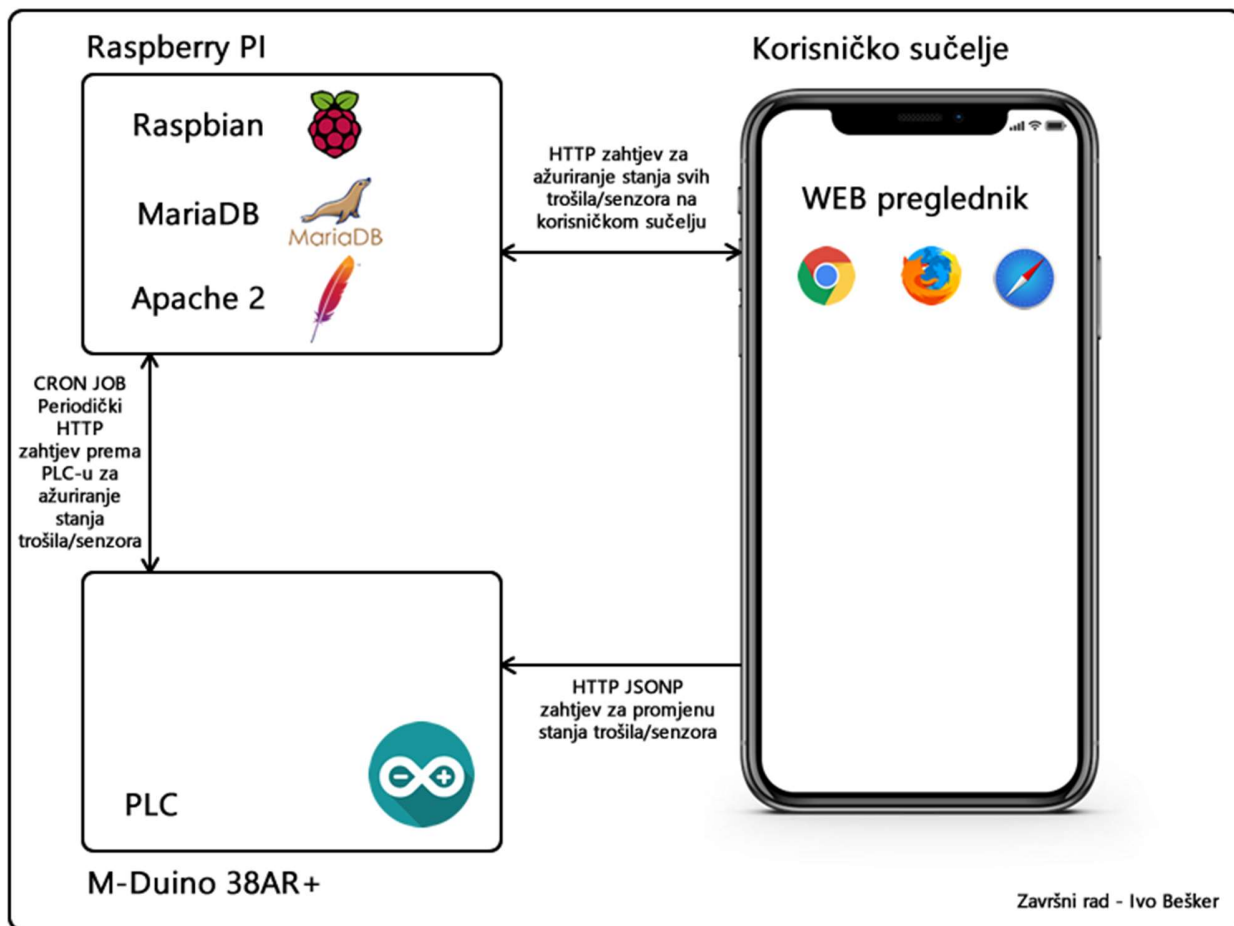 Raspberry PI
Korisničko sučelje
Raspbian
MariaDB
MariaDB
Apache 2
HTTP zahtjev za
ažuriranje stanja svih
trošila/senzora na
korisničkom sučelju
WEB preglednik
CRON JOB
Periodički
HTTP
zahtjev prema
PLC-u za
ažuriranje
stanja
trošila/senzora
HTTP JSONP
zahtjev za promjenu
stanja trošila/senzora
PLC
M-Duino 38AR+
Završni rad - Ivo Bešker